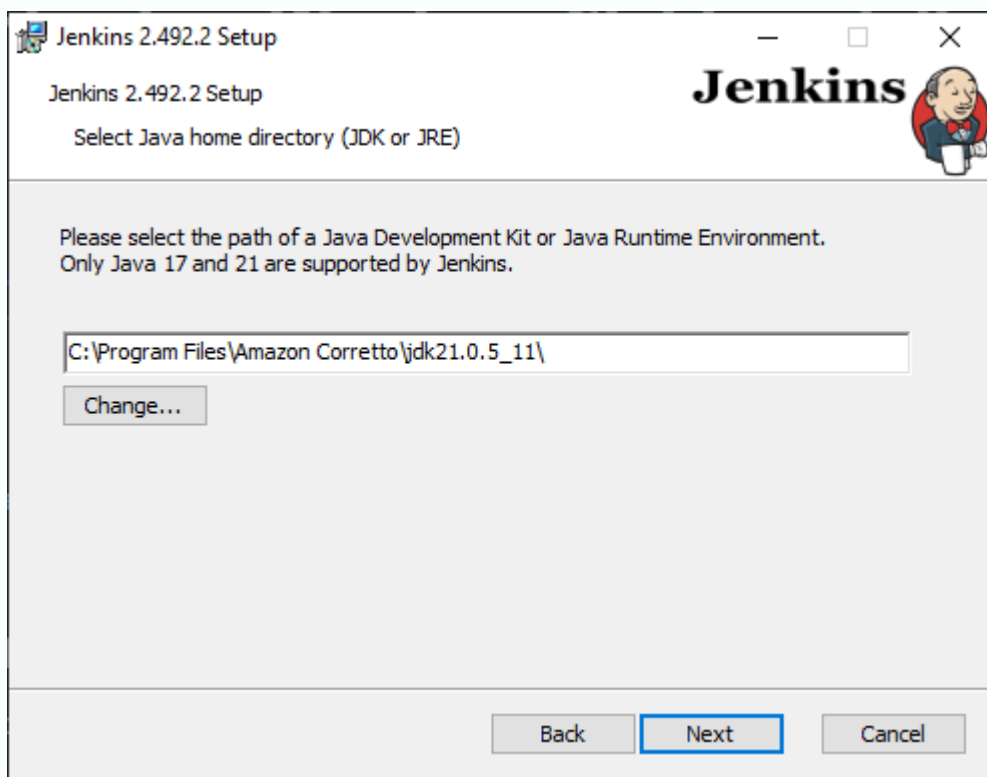 Jenkins 2.492.2 Setup
Jenkins 2.492.2 Setup
Jenkins
Select Java home directory (JDK or JRE)
Please select the path of a Java Development Kit or Java Runtime Environment.
Only Java 17 and 21 are supported by Jenkins.
C:\Program Files\Amazon Corretto\jdk21.0.5_11\
Change...
Back
Next
Cancel